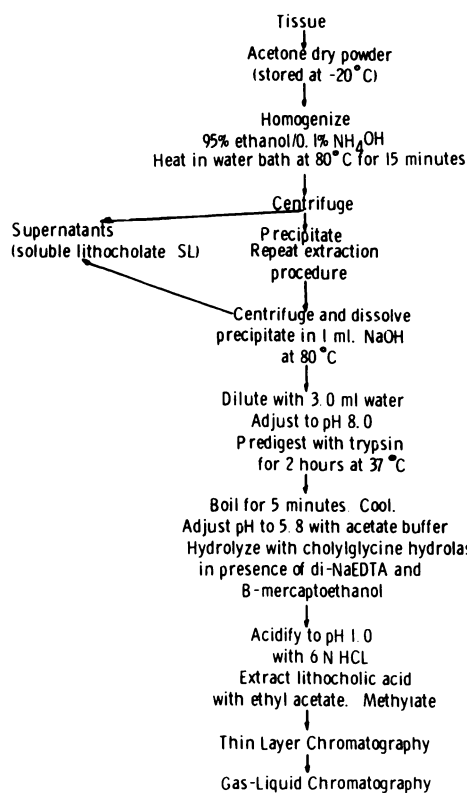 Tissue
Acetone dry powder
(stored at -20°C)
Homogenize
95% ethanol/0.1% NH4OH
Heat in water bath at 80°C for 15 minutes
Centrifuge
Supernatants
(soluble lithocholate SL)
Precipitate
Repeat extraction
procedure
Centrifuge and dissolve
precipitate in 1 ml. NaOH
at 80°C
Dilute with 3.0 ml water
Adjust to pH 8.0
Predigest with trypsin
for 2 hours at 37°C
Boil for 5 minutes. Cool.
Adjust pH to 5.8 with acetate buffer
Hydrolyze with cholylglycine hydrolas
in presence of di-NaEDTA and
B-mercaptoethanol
Acidify to pH 1.0
with 6 N HCL
Extract lithocholic acid
with ethyl acetate. Methylate
Thin Layer Chromatography
Gas-Liquid Chromatography